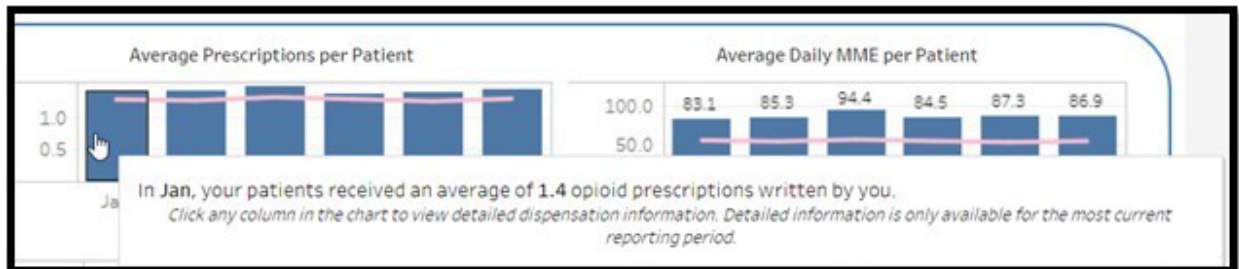 Average Prescriptions per Patient
Average Daily MME per Patient
1.0
0.5
100.0
50.0
83.1 85.3 94.4 84.5 87.3 86.9
Ja
In Jan, your patients received an average of 1.4 opioid prescriptions written by you.
Click any column in the chart to view detailed dispensation information. Detailed information is only available for the most current
reporting period.